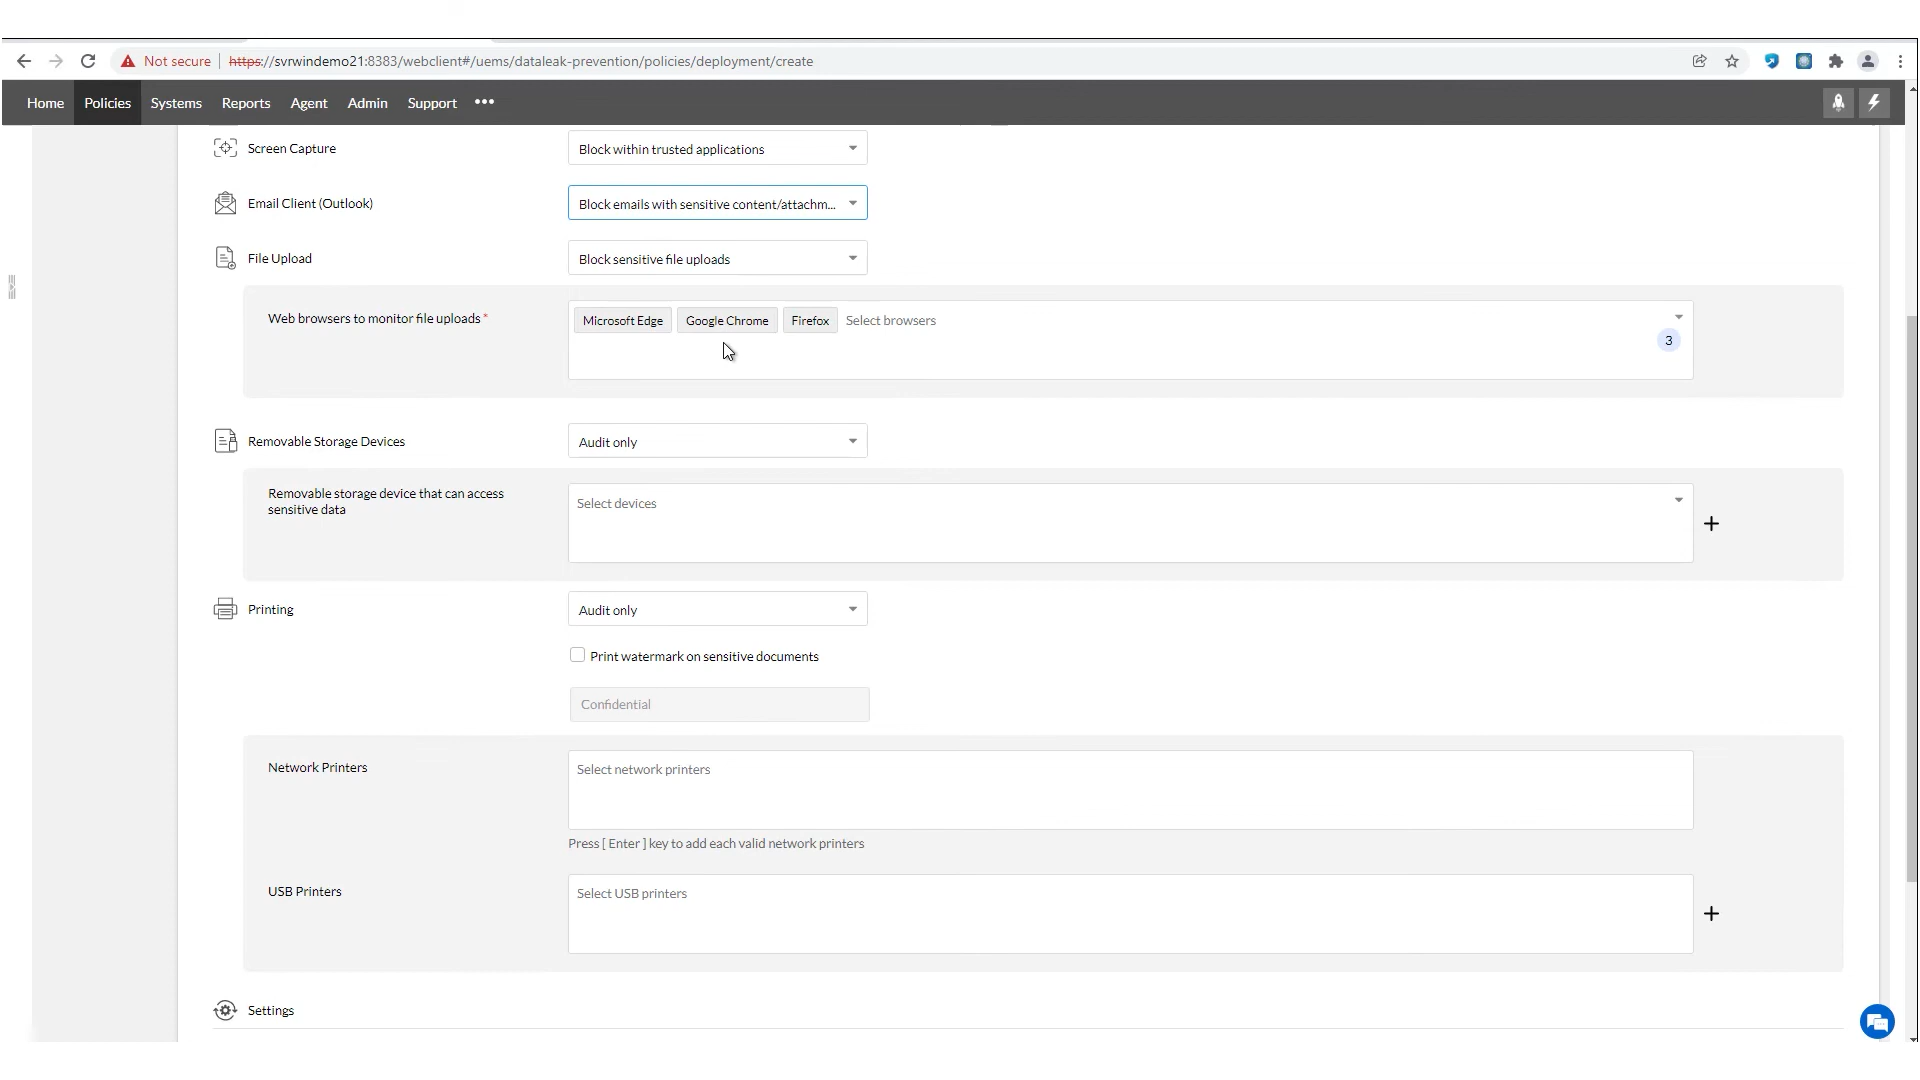 Not secure https://svrwindemo21:8383/webclient#/uems/dataleak-prevention/policies/deployment/create
Home Policies Systems Reports Agent Admin Support •••
Screen Capture Block within trusted applications
Email Client (Outlook) Block emails with sensitive content/attachm...
File Upload Block sensitive file uploads
Web browsers to monitor file uploads * Microsoft Edge Google Chrome Firefox Select browsers
3
Removable Storage Devices Audit only
Removable storage device that can access
sensitive data
Select devices
Printing Audit only
Print watermark on sensitive documents
Confidential
Network Printers Select network printers
Press [ Enter ] key to add each valid network printers
USB Printers Select USB printers
Settings